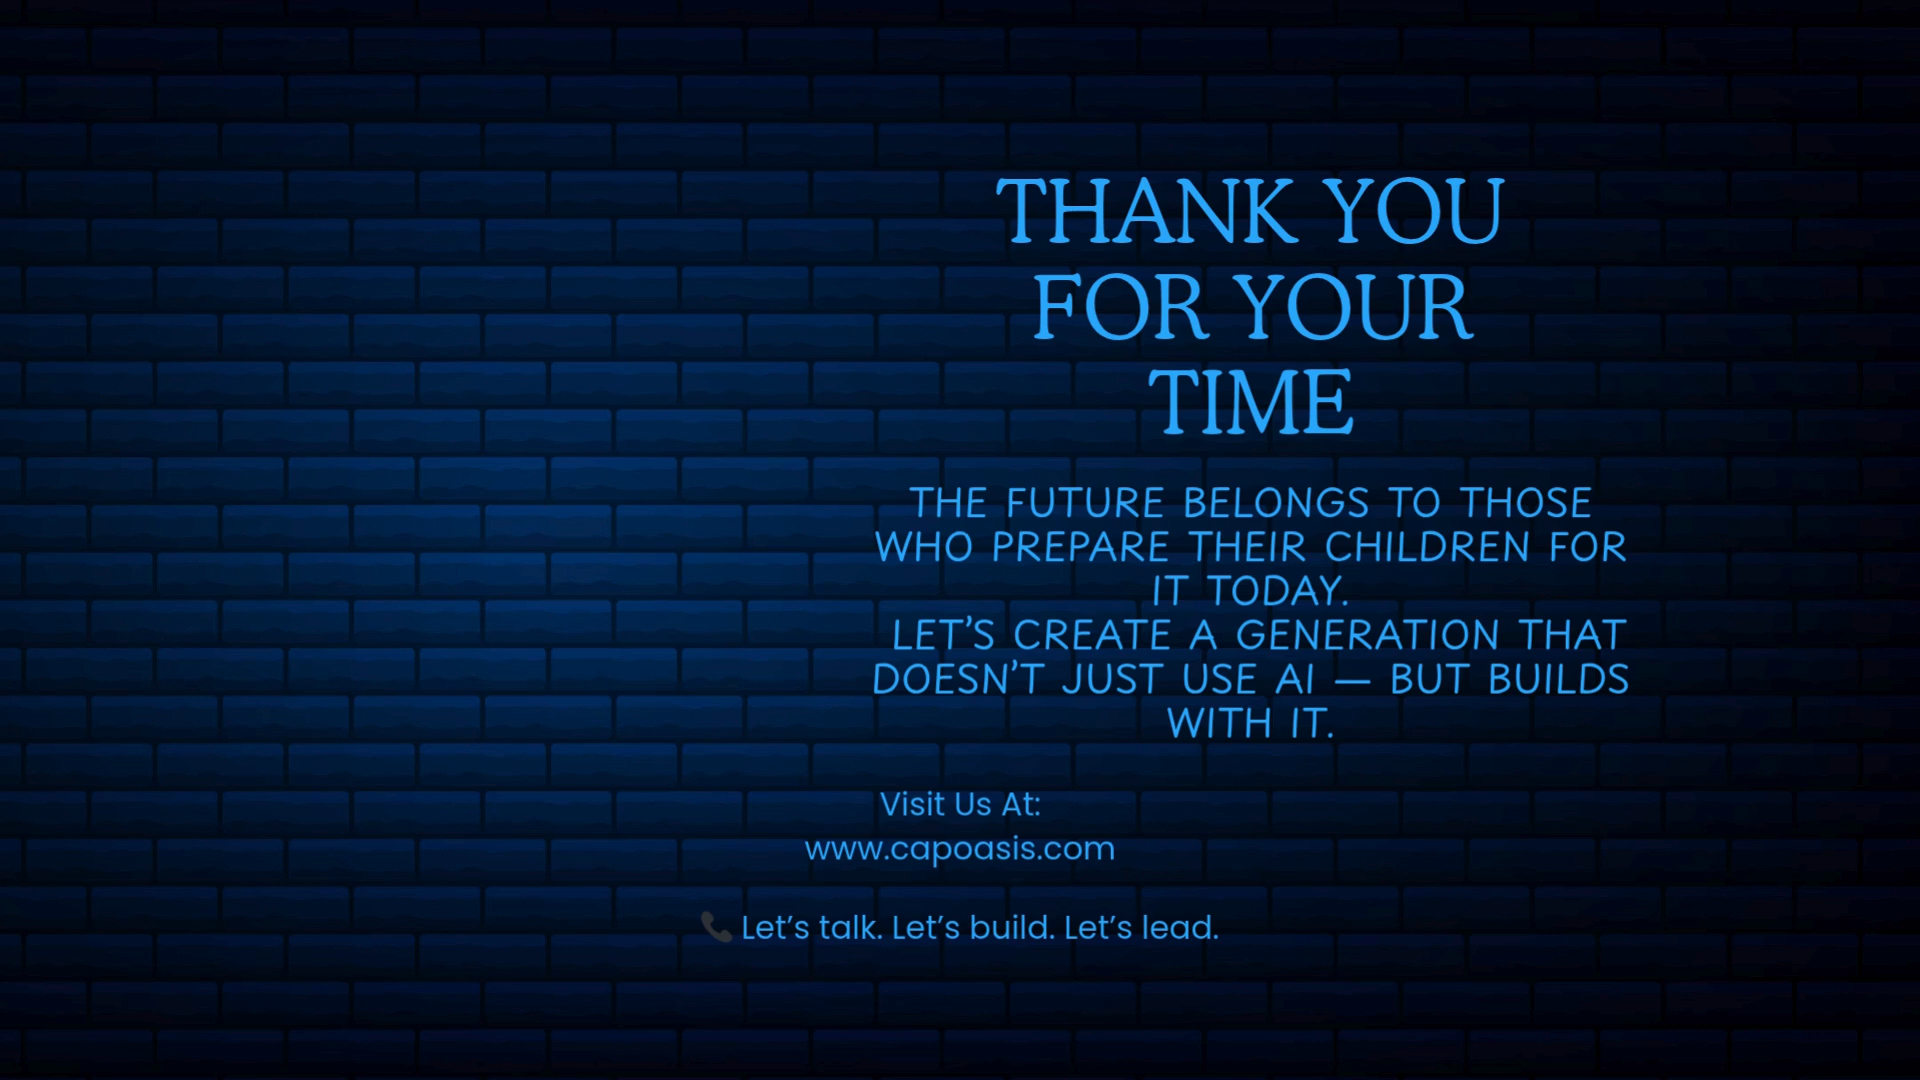 THANK YOU
FOR YOUR
TIME
THE FUTURE BELONGS TO THOSE
WHO PREPARE THEIR CHILDREN FOR
IT TODAY.
LET’S CREATE A GENERATION THAT
DOESN’T JUST USE AI — BUT BUILDS
WITH IT.
Visit Us At:
www.capoasis.com
📞 Let’s talk. Let’s build. Let’s lead.